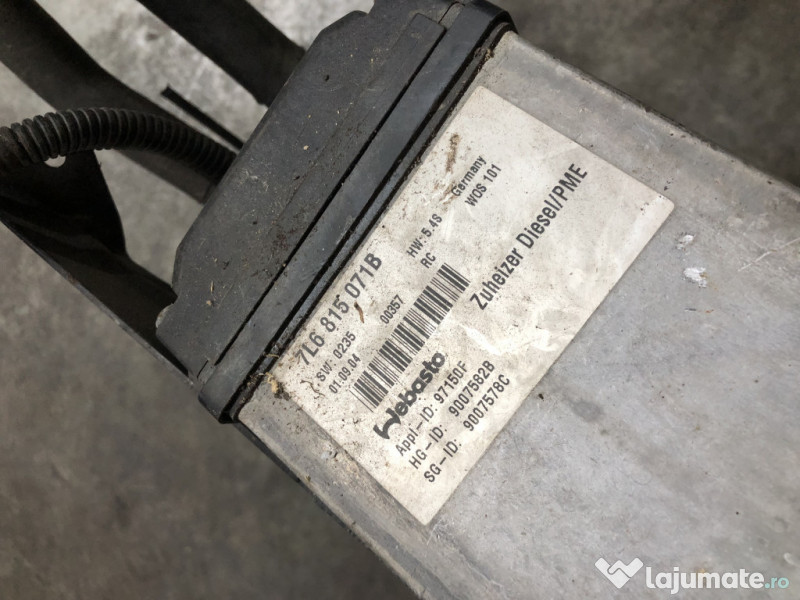 7L6 815 071B
SW: 0235 HW: 5.4S Germany
01.09.04 00357 RC WOS 101
Zuheizer Diesel/PME
Webasto
Appl-ID: 97150F
HG-ID: 9007582B
SG-ID: 9007578C
lajumate.ro